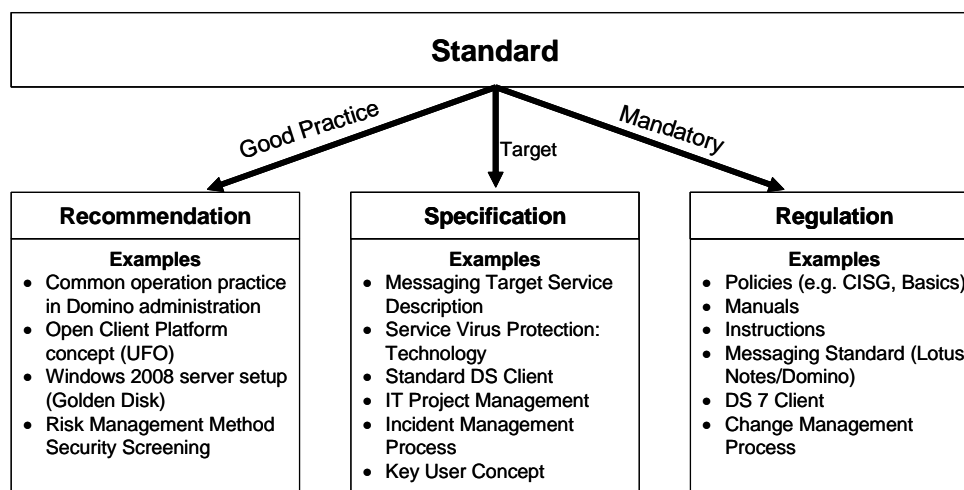 Standard
Good Practice
Target
Mandatory
Recommendation
Examples
• Common operation practice
in Domino administration
• Open Client Platform
concept (UFO)
• Windows 2008 server setup
(Golden Disk)
• Risk Management Method
Security Screening
Specification
Examples
• Messaging Target Service
Description
• Service Virus Protection:
Technology
• Standard DS Client
• IT Project Management
• Incident Management
Process
• Key User Concept
Regulation
Examples
• Policies (e.g. CISG, Basics)
• Manuals
• Instructions
• Messaging Standard (Lotus
Notes/Domino)
• DS 7 Client
• Change Management
Process